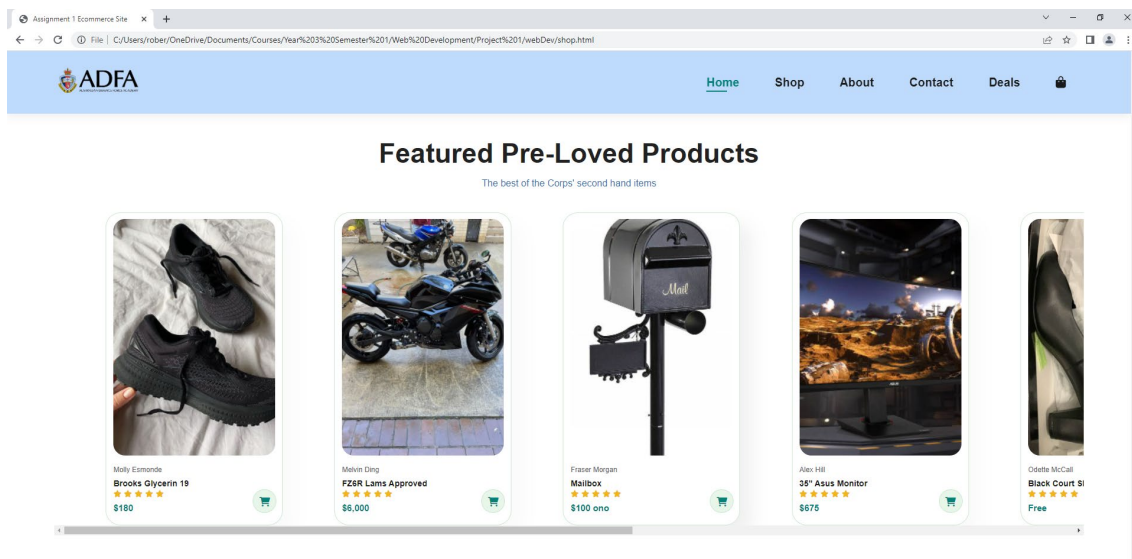 Assignment 1 Ecommerce Site
File | C:/Users/rober/OneDrive/Documents/Courses/Year%203%20Semester%201/Web%20Development/Project%201/webDev/shop.html
ADFA
Home Shop About Contact Deals
Featured Pre-Loved Products
The best of the Corps' second hand items
Mail
ASUS
Molly Esmonde
Brooks Glycerin 19
$180
Melvin Ding
FZ6R Lams Approved
$6,000
Fraser Morgan
Mailbox
$100 ono
Alex Hill
35" Asus Monitor
$675
Odette McCall
Black Court S
Free